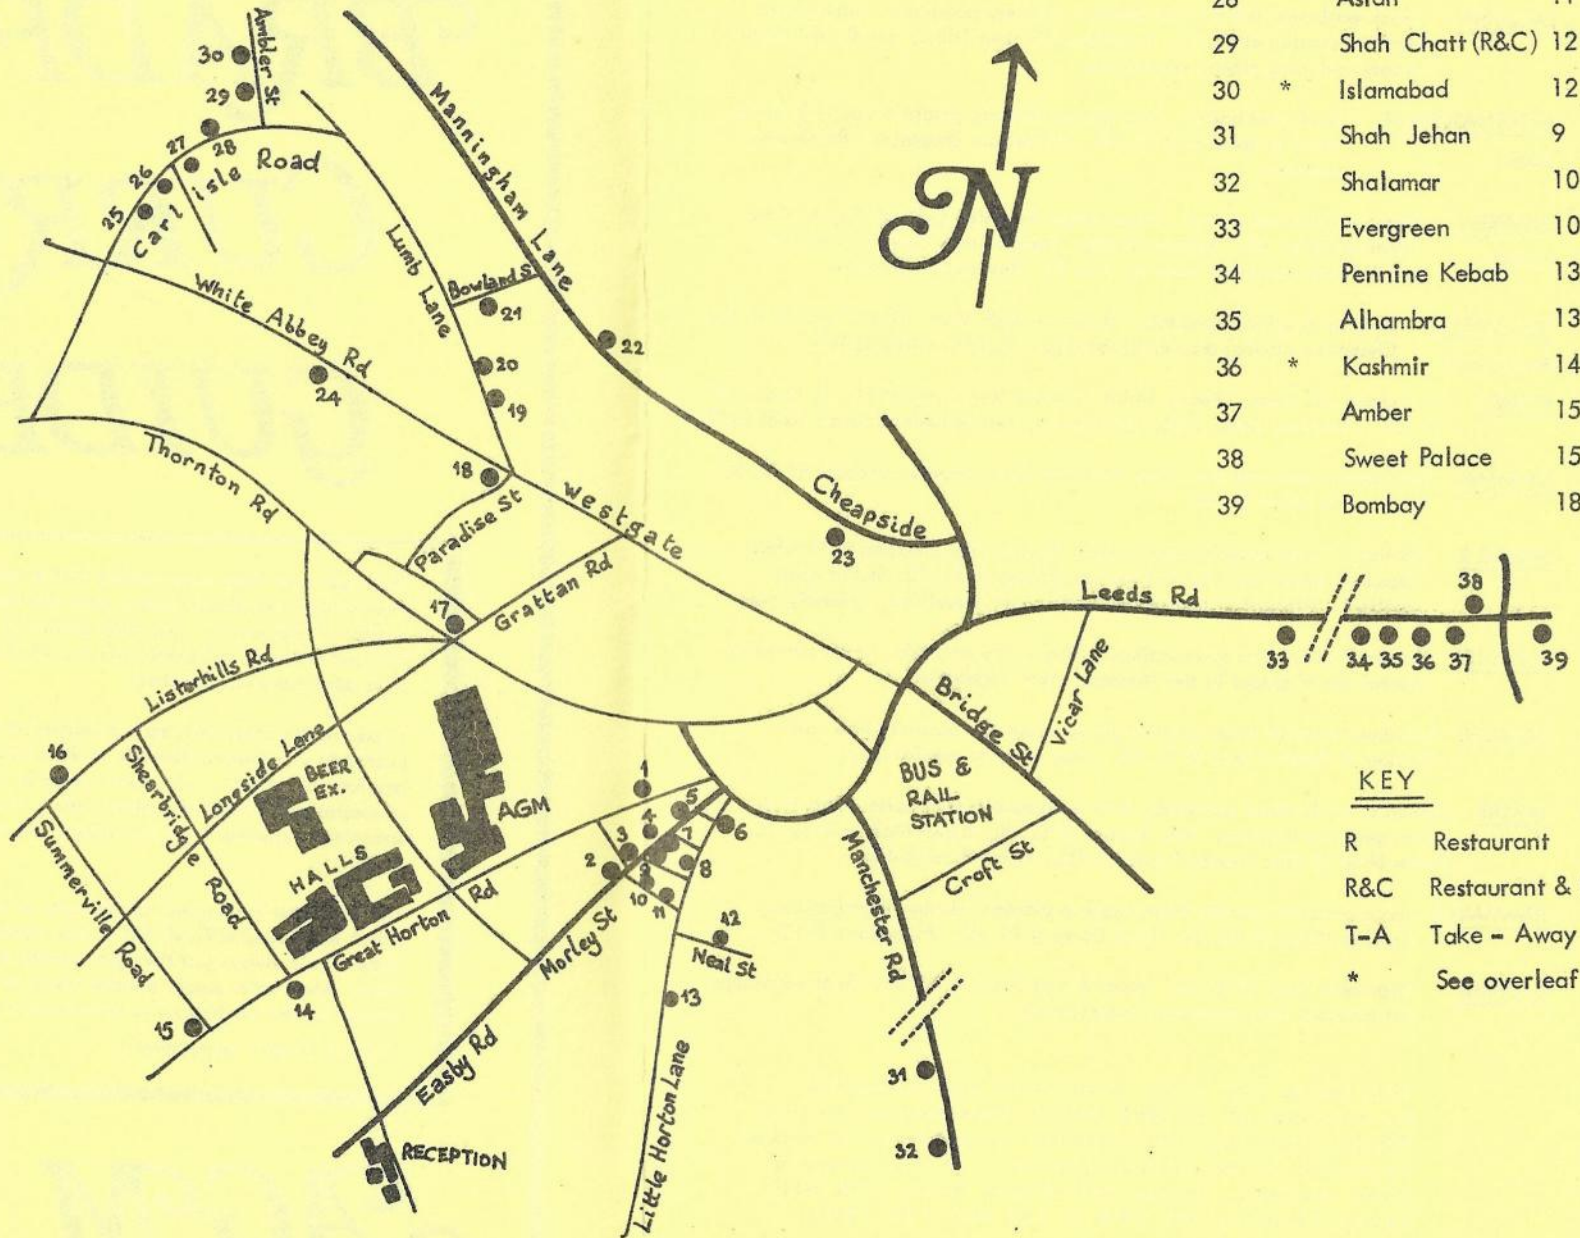 29 Shah Chatt (R&C) 12
30 * Islamabad 12
31 Shah Jehan 9
32 Shalamar 10
33 Evergreen 10
34 Pennine Kebab 13
35 Alhambra 13
36 * Kashmir 14
37 Amber 15
38 Sweet Palace 15
39 Bombay 18
KEY
R Restaurant
R&C Restaurant &
T-A Take - Away
* See overleaf
N
Ambler St
30
29
28
27
26
25
Carlisle Road
Manningham Lane
Lumb Lane
Bowland S
21
22
20
19
White Abbey Rd
24
18
Thornton Rd
Paradise St
Westgate
Grattan Rd
17
Cheapside
23
Leeds Rd
33
34
35
36
37
38
39
Vicar Lane
Bridge St
BUS &
RAIL
STATION
Croft St
Manchester Rd
31
32
Listerhills Rd
16
Shearbridge Road
Longside Lane
BEER
EX.
AGM
HALLS
Summerville Road
15
14
Great Horton Rd
1
2
3
4
5
6
7
8
9
10
11
12
Neal St
13
Morley St
Easby Rd
Little Horton Lane
RECEPTION